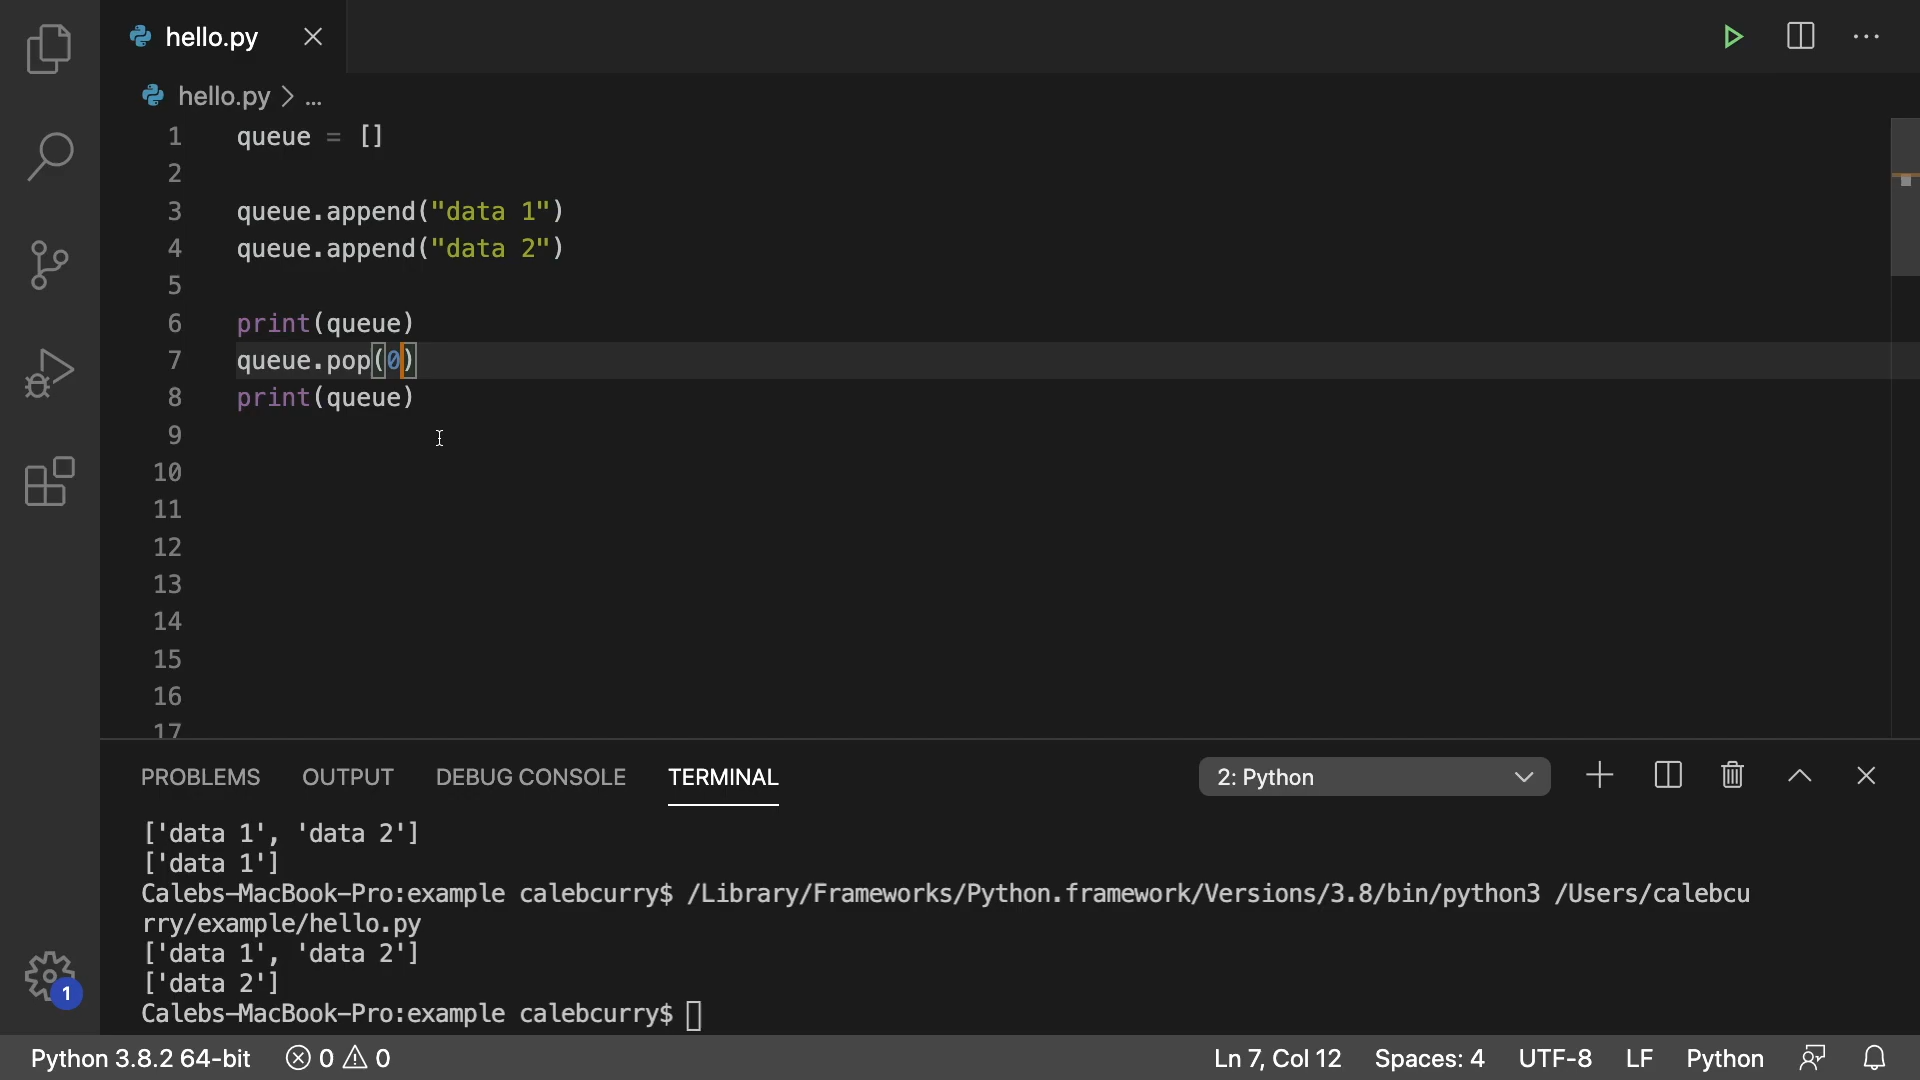 hello.py
hello.py > ...
1 queue = []
2
3 queue.append("data 1")
4 queue.append("data 2")
5
6 print(queue)
7 queue.pop(0)
8 print(queue)
9
10
11
12
13
14
15
16
17
PROBLEMS OUTPUT DEBUG CONSOLE TERMINAL 2: Python
['data 1', 'data 2']
['data 1']
Calebs-MacBook-Pro:example calebcurry$ /Library/Frameworks/Python.framework/Versions/3.8/bin/python3 /Users/calebcu
rry/example/hello.py
['data 1', 'data 2']
['data 2']
Calebs-MacBook-Pro:example calebcurry$
1
Python 3.8.2 64-bit 0 0 Ln 7, Col 12 Spaces: 4 UTF-8 LF Python